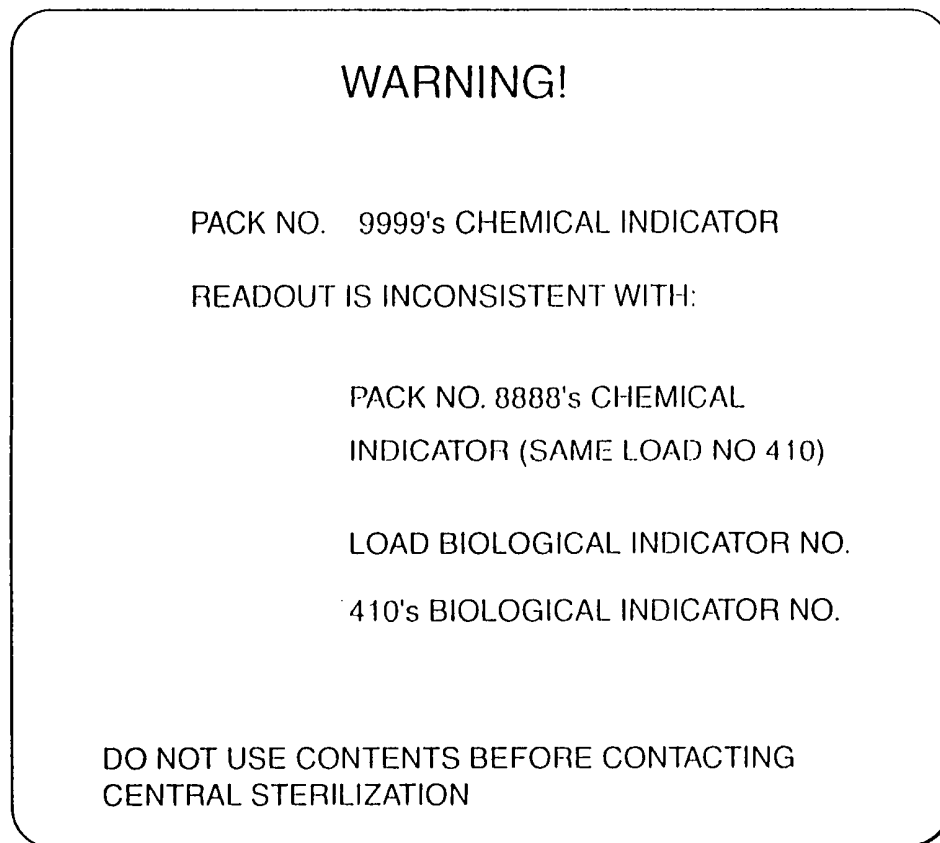 WARNING!
PACK NO. 9999's CHEMICAL INDICATOR
READOUT IS INCONSISTENT WITH:
PACK NO. 8888's CHEMICAL
INDICATOR (SAME LOAD NO 410)
LOAD BIOLOGICAL INDICATOR NO.
410's BIOLOGICAL INDICATOR NO.
DO NOT USE CONTENTS BEFORE CONTACTING
CENTRAL STERILIZATION